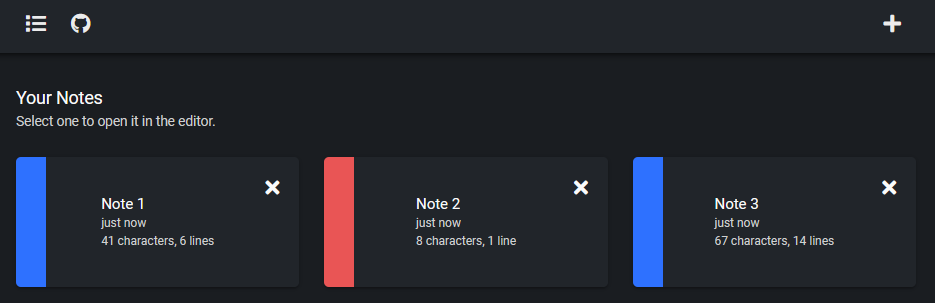 Your Notes
Select one to open it in the editor.
Note 1
just now
41 characters, 6 lines
Note 2
just now
8 characters, 1 line
Note 3
just now
67 characters, 14 lines